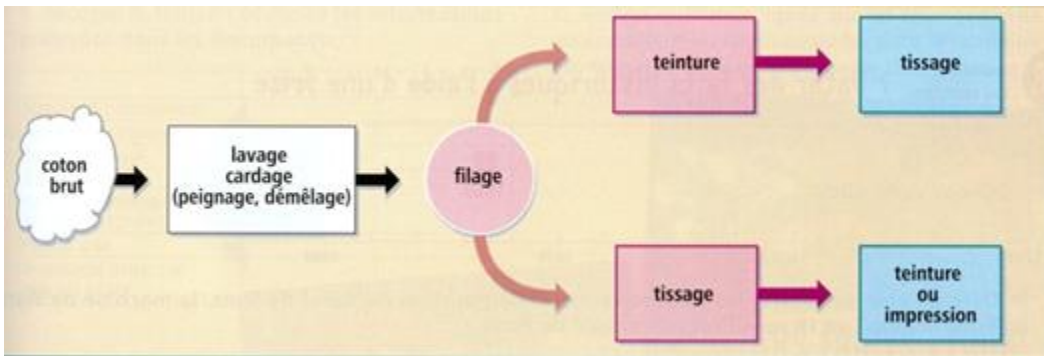 coton
brut
lavage
cardage
(peignage, démêlage)
filage
teinture
tissage
tissage
teinture
ou
impression